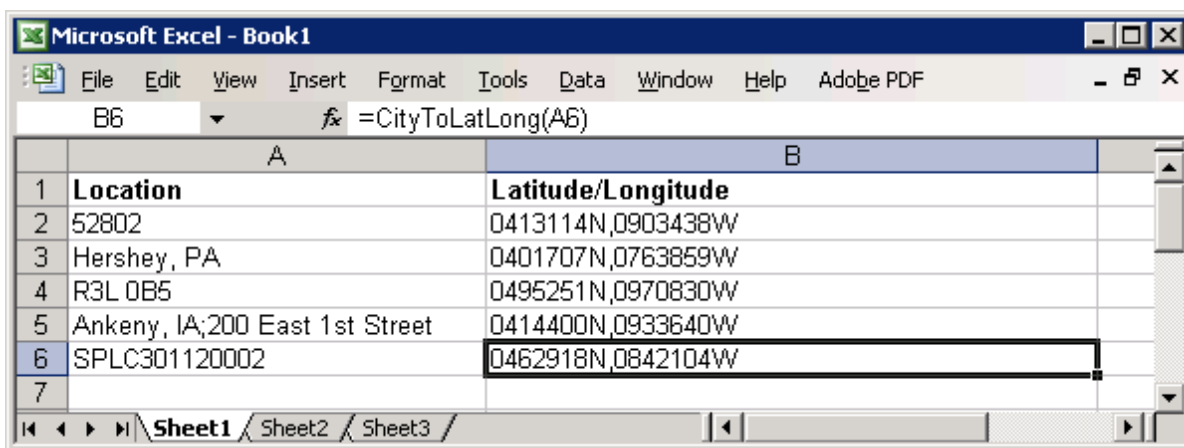 Microsoft Excel - Book1
File Edit View Insert Format Tools Data Window Help Adobe PDF
B6 fx =CityToLatLong(A6)
A B
1 Location Latitude/Longitude
2 52802 0413114N,0903438W
3 Hershey, PA 0401707N,0763859W
4 R3L 0B5 0495251N,0970830W
5 Ankeny, IA;200 East 1st Street 0414400N,0933640W
6 SPLC301120002 0462918N,0842104W
7
Sheet1 Sheet2 Sheet3